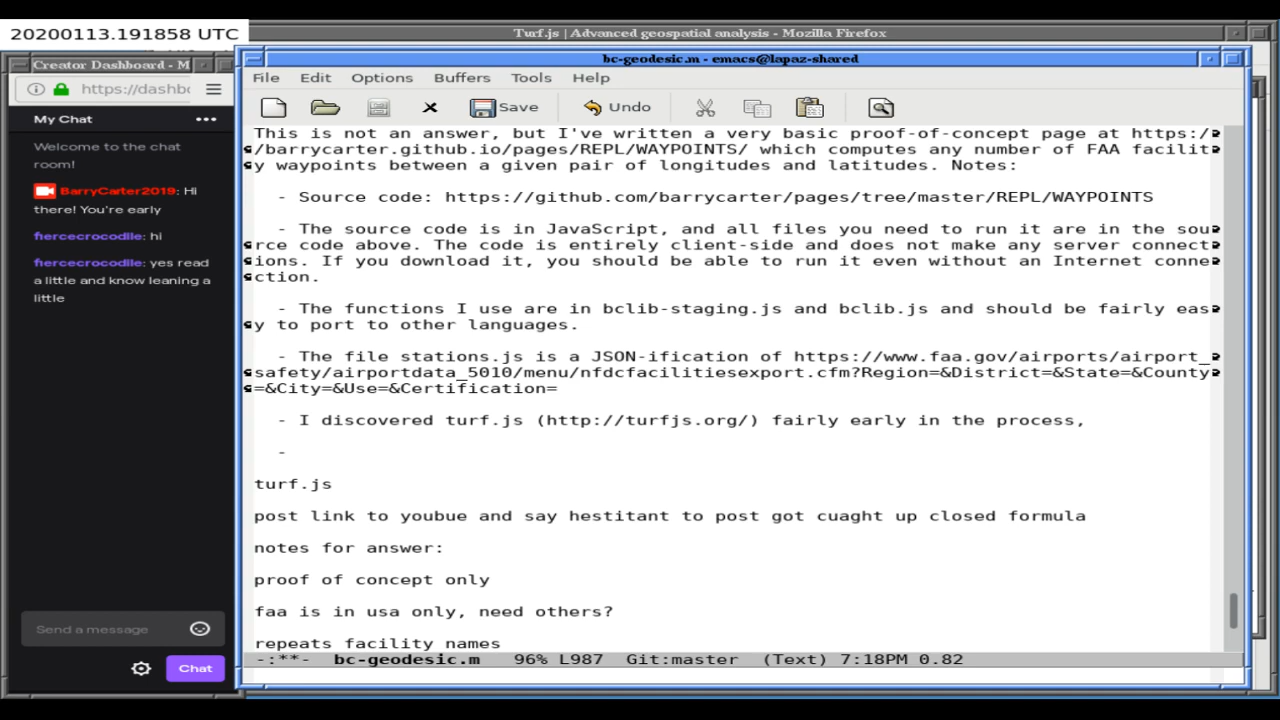 20200113.191858 UTC
Turf.js | Advanced geospatial analysis - Mozilla Firefox
Creator Dashboard - M
https://dashbo
My Chat
Welcome to the chat
room!
BarryCarter2019: Hi
there! You're early
fiercecrocodile: hi
fiercecrocodile: yes read
a little and know leaning a
little
Send a message
Chat
bc-geodesic.m - emacs@lapaz-shared
File Edit Options Buffers Tools Help
Save Undo
This is not an answer, but I've written a very basic proof-of-concept page at https:/
/barrycarter.github.io/pages/REPL/WAYPOINTS/ which computes any number of FAA facilit
y waypoints between a given pair of longitudes and latitudes. Notes:
- Source code: https://github.com/barrycarter/pages/tree/master/REPL/WAYPOINTS
- The source code is in JavaScript, and all files you need to run it are in the sou
rce code above. The code is entirely client-side and does not make any server connect
ions. If you download it, you should be able to run it even without an Internet conne
ction.
- The functions I use are in bclib-staging.js and bclib.js and should be fairly eas
y to port to other languages.
- The file stations.js is a JSON-ification of https://www.faa.gov/airports/airport_
safety/airportdata_5010/menu/nfdcfacilitiesexport.cfm?Region=&District=&State=&County
=&City=&Use=&Certification=
- I discovered turf.js (http://turfjs.org/) fairly early in the process,
-
turf.js
post link to youbue and say hestitant to post got cuaght up closed formula
notes for answer:
proof of concept only
faa is in usa only, need others?
repeats facility names
-:**- bc-geodesic.m 96% L987 Git:master (Text) 7:18PM 0.82